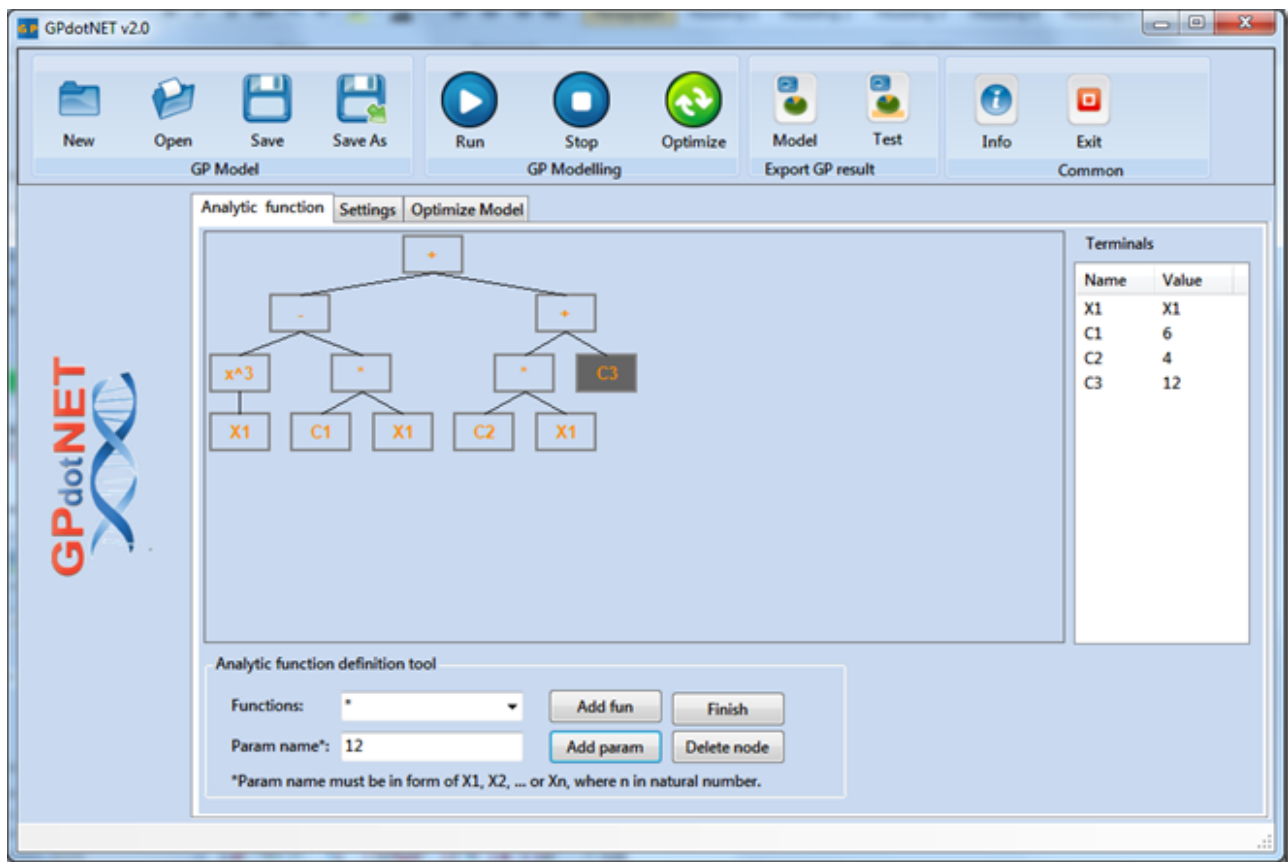 GPdotNET v2.0
New Open Save Save As Run Stop Optimize Model Test Info Exit
GP Model GP Modelling Export GP result Common
Analytic function Settings Optimize Model
+
- +
x^3 * * C3
X1 C1 X1 C2 X1
Terminals
Name Value
X1 X1
C1 6
C2 4
C3 12
GPdotNET
Analytic function definition tool
Functions: * Add fun Finish
Param name*: 12 Add param Delete node
*Param name must be in form of X1, X2, ... or Xn, where n in natural number.